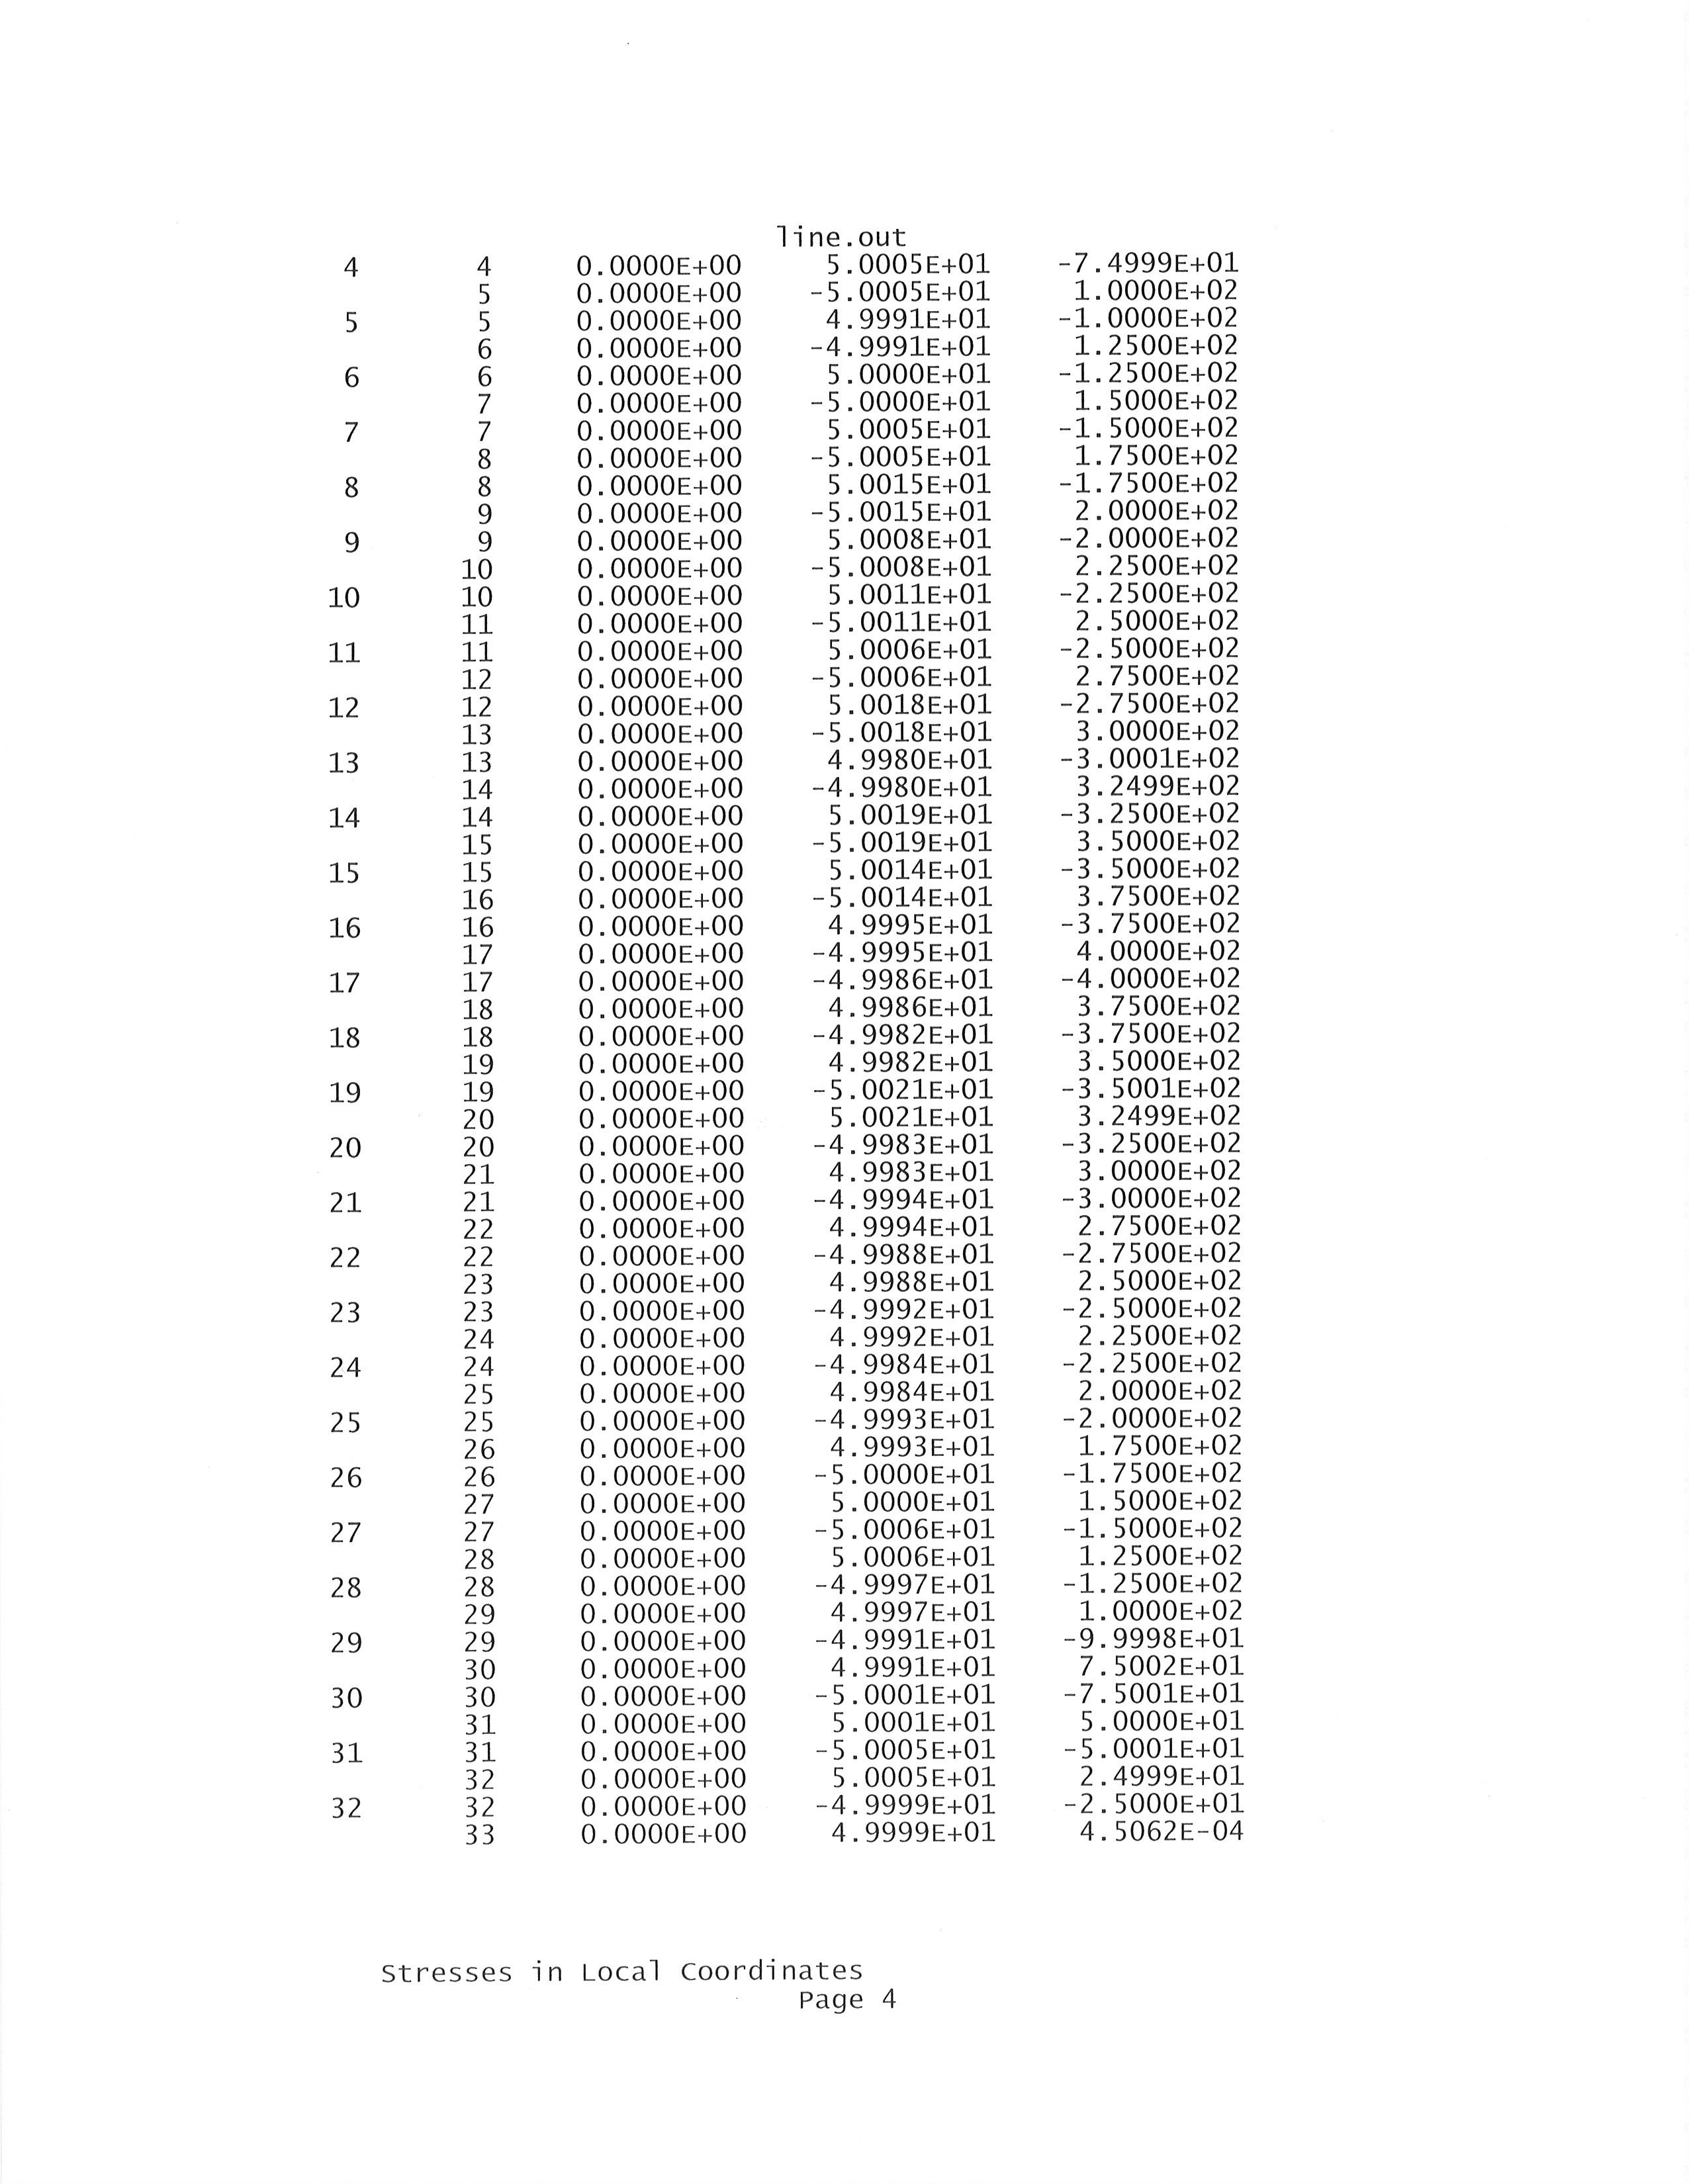 line.out
4 4 0.0000E+00 5.0005E+01 -7.4999E+01
5 0.0000E+00 -5.0005E+01 1.0000E+02
5 5 0.0000E+00 4.9991E+01 -1.0000E+02
6 0.0000E+00 -4.9991E+01 1.2500E+02
6 6 0.0000E+00 5.0000E+01 -1.2500E+02
7 0.0000E+00 -5.0000E+01 1.5000E+02
7 7 0.0000E+00 5.0005E+01 -1.5000E+02
8 0.0000E+00 -5.0005E+01 1.7500E+02
8 8 0.0000E+00 5.0015E+01 -1.7500E+02
9 0.0000E+00 -5.0015E+01 2.0000E+02
9 9 0.0000E+00 5.0008E+01 -2.0000E+02
10 0.0000E+00 -5.0008E+01 2.2500E+02
10 10 0.0000E+00 5.0011E+01 -2.2500E+02
11 0.0000E+00 -5.0011E+01 2.5000E+02
11 11 0.0000E+00 5.0006E+01 -2.5000E+02
12 0.0000E+00 -5.0006E+01 2.7500E+02
12 12 0.0000E+00 5.0018E+01 -2.7500E+02
13 0.0000E+00 -5.0018E+01 3.0000E+02
13 13 0.0000E+00 4.9980E+01 -3.0001E+02
14 0.0000E+00 -4.9980E+01 3.2499E+02
14 14 0.0000E+00 5.0019E+01 -3.2500E+02
15 0.0000E+00 -5.0019E+01 3.5000E+02
15 15 0.0000E+00 5.0014E+01 -3.5000E+02
16 0.0000E+00 -5.0014E+01 3.7500E+02
16 16 0.0000E+00 4.9995E+01 -3.7500E+02
17 0.0000E+00 -4.9995E+01 4.0000E+02
17 17 0.0000E+00 -4.9986E+01 -4.0000E+02
18 0.0000E+00 4.9986E+01 3.7500E+02
18 18 0.0000E+00 -4.9982E+01 -3.7500E+02
19 0.0000E+00 4.9982E+01 3.5000E+02
19 19 0.0000E+00 -5.0021E+01 -3.5001E+02
20 0.0000E+00 5.0021E+01 3.2499E+02
20 20 0.0000E+00 -4.9983E+01 -3.2500E+02
21 0.0000E+00 4.9983E+01 3.0000E+02
21 21 0.0000E+00 -4.9994E+01 -3.0000E+02
22 0.0000E+00 4.9994E+01 2.7500E+02
22 22 0.0000E+00 -4.9988E+01 -2.7500E+02
23 0.0000E+00 4.9988E+01 2.5000E+02
23 23 0.0000E+00 -4.9992E+01 -2.5000E+02
24 0.0000E+00 4.9992E+01 2.2500E+02
24 24 0.0000E+00 -4.9984E+01 -2.2500E+02
25 0.0000E+00 4.9984E+01 2.0000E+02
25 25 0.0000E+00 -4.9993E+01 -2.0000E+02
26 0.0000E+00 4.9993E+01 1.7500E+02
26 26 0.0000E+00 -5.0000E+01 -1.7500E+02
27 0.0000E+00 5.0000E+01 1.5000E+02
27 27 0.0000E+00 -5.0006E+01 -1.5000E+02
28 0.0000E+00 5.0006E+01 1.2500E+02
28 28 0.0000E+00 -4.9997E+01 -1.2500E+02
29 0.0000E+00 4.9997E+01 1.0000E+02
29 29 0.0000E+00 -4.9991E+01 -9.9998E+01
30 0.0000E+00 4.9991E+01 7.5002E+01
30 30 0.0000E+00 -5.0001E+01 -7.5001E+01
31 0.0000E+00 5.0001E+01 5.0000E+01
31 31 0.0000E+00 -5.0005E+01 -5.0001E+01
32 0.0000E+00 5.0005E+01 2.4999E+01
32 32 0.0000E+00 -4.9999E+01 -2.5000E+01
33 0.0000E+00 4.9999E+01 4.5062E-04
Stresses in Local Coordinates
Page 4